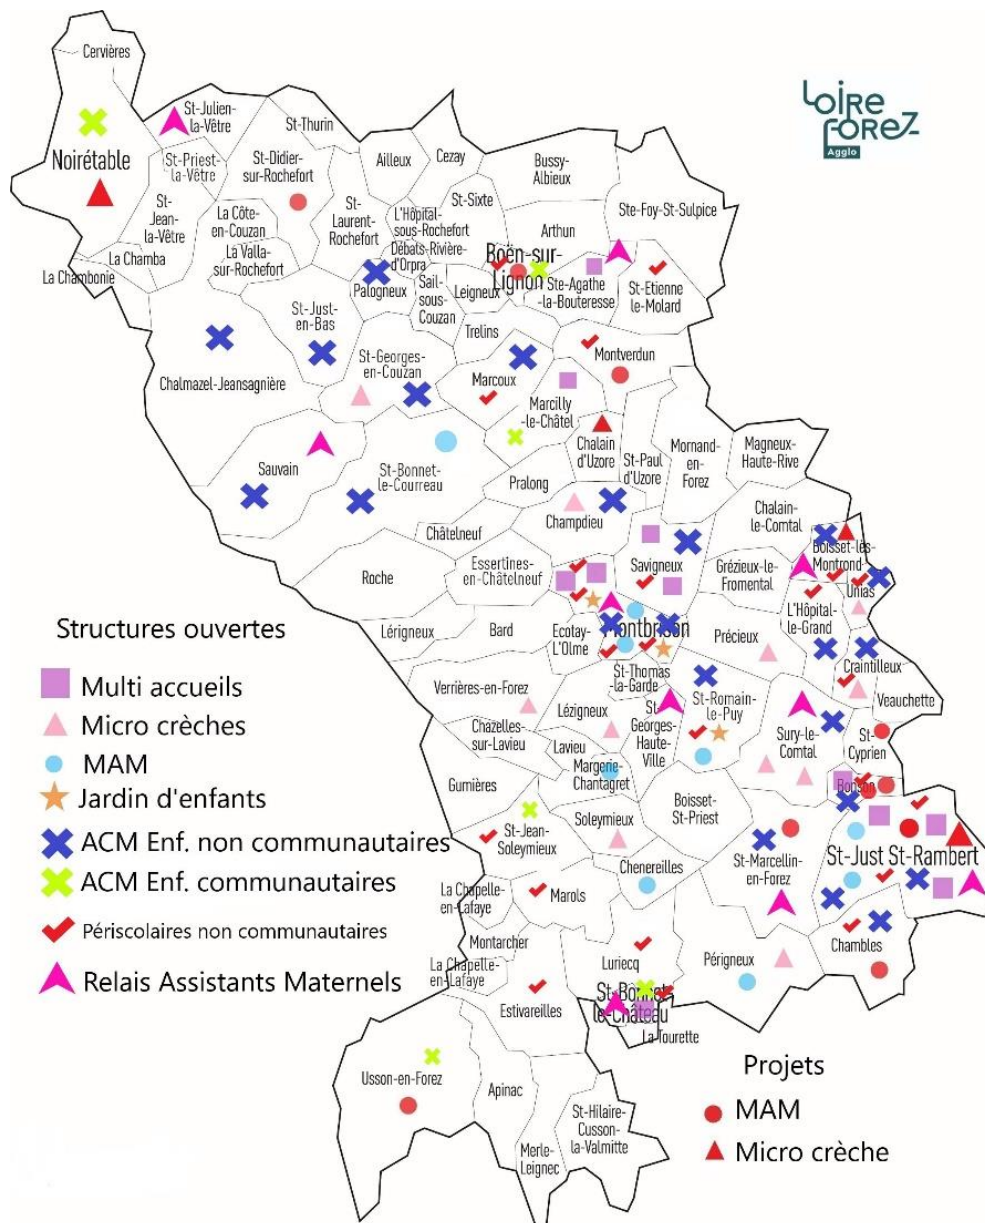 Cervières
Loire
forez
Agglo
St-Julien-
la-Vêtre
St-Thurin
Noirétable
St-Priest-
la-Vêtre
St-Didier-
sur-Rochefort
Ailleux
Cezay
Bussy-
Albieux
St-
Jean-
la-Vêtre
La Côte-
en-Couzan
St-
Laurent-
Rochefort
L'Hôpital-
sous-Rochefort
St-Sixte
Arthun
Ste-Foy-St-Sulpice
La Chamba
La Chambonie
La Valla-
sur-Rochefort
Débats-Rivière-
d'Orpra
Boën-sur-
Lignon
Palogneux
Sail-
sous-
Couzan
Leigneux
Ste-Agathe
-la-Bouteresse
St-Etienne
le-Molard
St-Just-
en-Bas
Trelins
Montverdun
Chalmazel-Jeansagnière
St-Georges-
en-Couzan
Marcoux
Marcilly
-le-Châtel
Chalain
d'Uzore
St-Paul
d'Uzore
Mornand-
en-
Forez
Magneux-
Haute-Rive
Sauvain
St-Bonnet-
le-Courreau
Pralong
Champdieu
Chalain-
le-Comtal
Châtelneuf
Boisset-lès-
Montrond
Roche
Essertines-
en-Châtelneuf
Savigneux
Grézieux-le-
Fromental
Unias
L'Hôpital-
le-Grand
Lérigneux
Bard
Ecotay-
L'Olme
Montbrison
Précieux
Craintilleux
Veauchette
Verrières-en-Forez
St-Thomas
-la-Garde
Lézigneux
St-
Georges-
Haute-
Ville
St-Romain-
le-Puy
Chazelles-
sur-Lavieu
Lavieu
Sury-le-
Comtal
St-
Cyprien
Margerie-
Chantagret
Gumières
Bonson
Boisset-
St-Priest
St-Jean-
Soleymieux
Soleymieux
Chenereilles
St-Marcellin-
en-Forez
St-Just St-Rambert
La Chapelle-
en-Lafaye
Marols
Montarcher
Chambles
La Chapelle-
en-Lafaye
Luriecq
Périgneux
Estivareilles
St-Bonnet
le-Château
La Tourette
Usson-en-Forez
Apinac
St-Hilaire-
Cusson-
la-Valmitte
Merle-
Leignec
Structures ouvertes
Multi accueils
Micro crèches
MAM
Jardin d'enfants
ACM Enf. non communautaires
ACM Enf. communautaires
Périscolaires non communautaires
Relais Assistants Maternels
Projets
MAM
Micro crèche